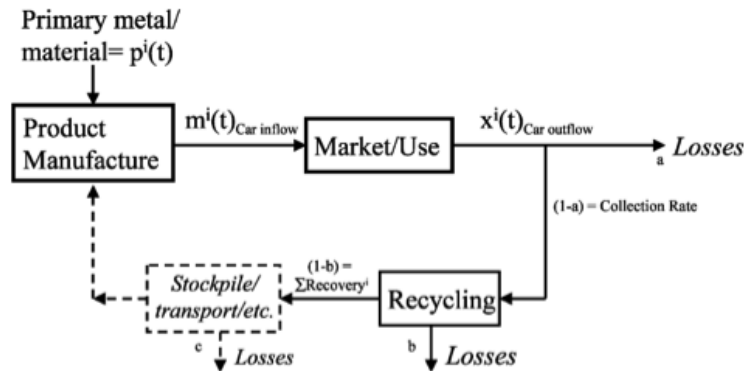 Primary metal/
material= pⁱ(t)
Product
Manufacture
mⁱ(t)Car inflow
Market/Use
xⁱ(t)Car outflow
a
Losses
(1-a) = Collection Rate
Stockpile/
transport/etc.
(1-b) =
ΣRecoveryⁱ
Recycling
c
Losses
b
Losses